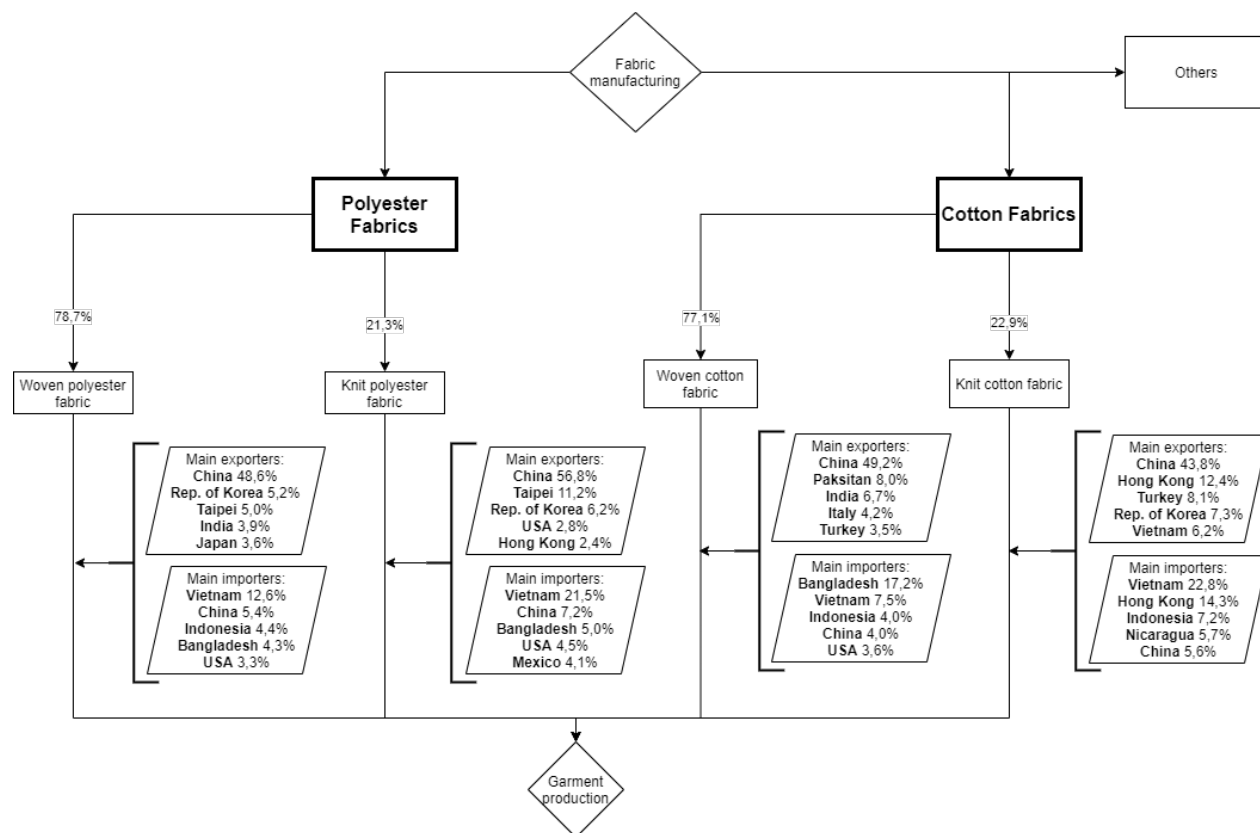 Fabric
manufacturing
Others
Polyester
Fabrics
Cotton Fabrics
78,7%
21,3%
77,1%
22,9%
Woven polyester
fabric
Knit polyester
fabric
Woven cotton
fabric
Knit cotton fabric
Main exporters:
China 48,6%
Rep. of Korea 5,2%
Taipei 5,0%
India 3,9%
Japan 3,6%
Main importers:
Vietnam 12,6%
China 5,4%
Indonesia 4,4%
Bangladesh 4,3%
USA 3,3%
Main exporters:
China 56,8%
Taipei 11,2%
Rep. of Korea 6,2%
USA 2,8%
Hong Kong 2,4%
Main importers:
Vietnam 21,5%
China 7,2%
Bangladesh 5,0%
USA 4,5%
Mexico 4,1%
Main exporters:
China 49,2%
Paksitan 8,0%
India 6,7%
Italy 4,2%
Turkey 3,5%
Main importers:
Bangladesh 17,2%
Vietnam 7,5%
Indonesia 4,0%
China 4,0%
USA 3,6%
Main exporters:
China 43,8%
Hong Kong 12,4%
Turkey 8,1%
Rep. of Korea 7,3%
Vietnam 6,2%
Main importers:
Vietnam 22,8%
Hong Kong 14,3%
Indonesia 7,2%
Nicaragua 5,7%
China 5,6%
Garment
production